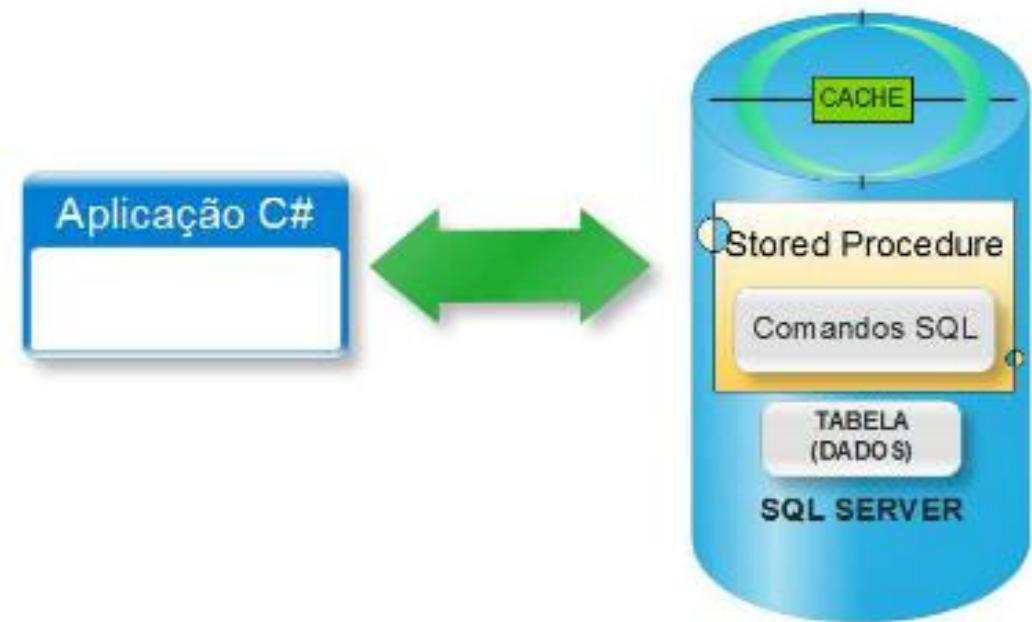 Aplicação C#
CACHE
Stored Procedure
Comandos SQL
TABELA
(DADOS)
SQL SERVER